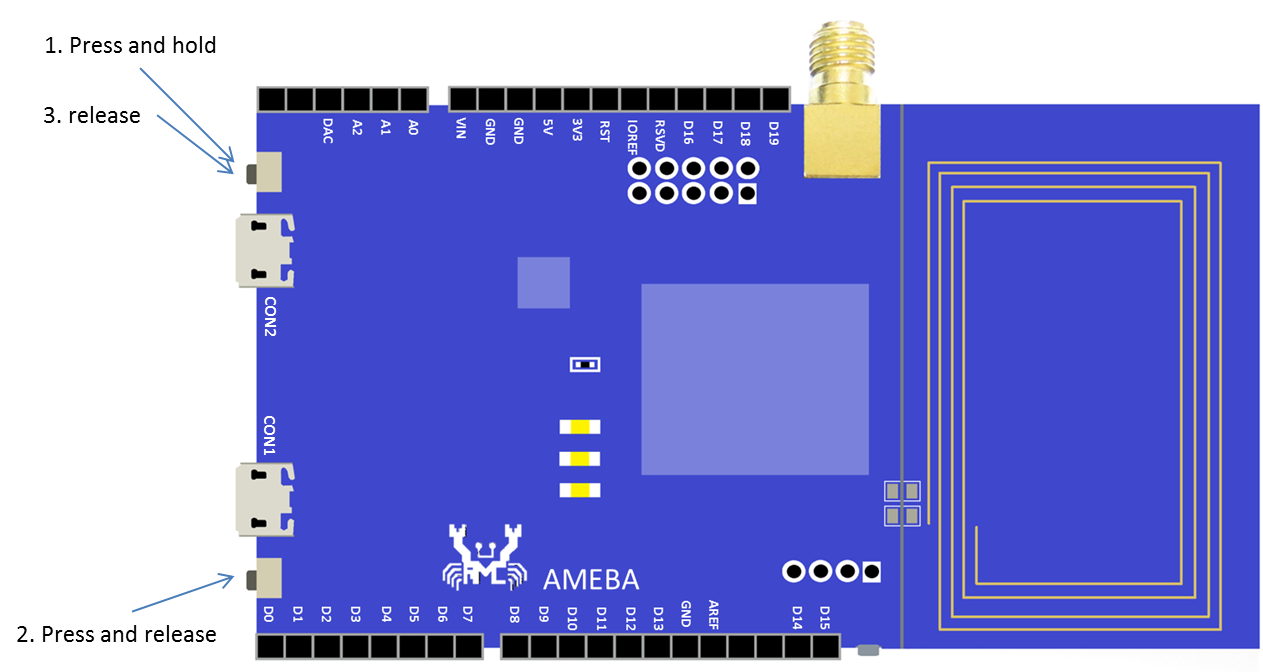 1. Press and hold
3. release
DAC
A2
A1
A0
VIN
GND
GND
5V
3V3
RST
IOREF
RSVD
D16
D17
D18
D19
CON2
CON1
AMC
AMEBA
2. Press and release
D0
D1
D2
D3
D4
D5
D6
D7
D8
D9
D10
D11
D12
D13
GND
AREF
D14
D15